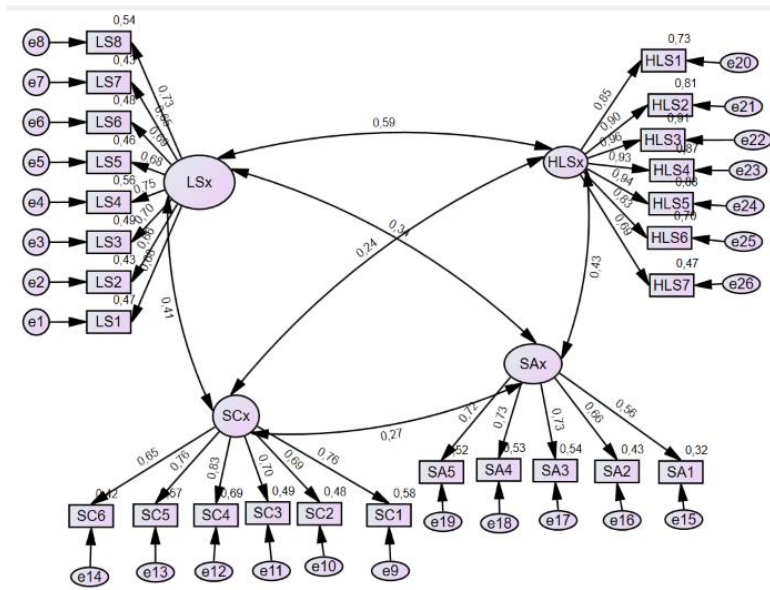 0,54
e8 LS8
0,43
e7 LS7
0,48
e6 LS6
0,46
e5 LS5
0,56
e4 LS4
0,49
e3 LS3
0,43
e2 LS2
0,47
e1 LS1
0,73
0,69
0,68
0,75
0,70
0,66
0,68
LSx
0,59
0,34
0,24
0,41
0,43
0,27
HLSx
0,85
0,90
0,96
0,93
0,94
0,83
0,69
0,73
HLS1 e20
0,81
HLS2 e21
0,91
HLS3 e22
0,87
HLS4 e23
0,88
HLS5 e24
0,70
HLS6 e25
0,47
HLS7 e26
SAx
0,72
0,73
0,73
0,66
0,56
0,53 0,54 0,43 0,32
SA5 SA4 SA3 SA2 SA1
e19 e18 e17 e16 e15
SCx
0,65
0,76
0,83
0,70
0,69
0,76
0,69 0,49 0,48 0,58
SC6 SC5 SC4 SC3 SC2 SC1
e14 e13 e12 e11 e10 e9